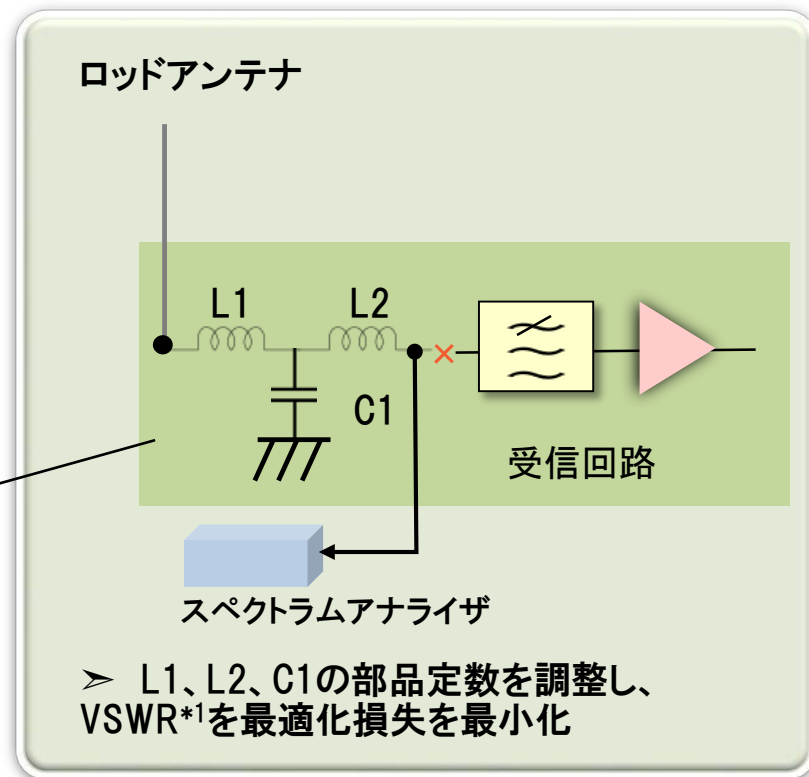 ロッドアンテナ
L1 L2
C1
受信回路
スペクトラムアナライザ
➢ L1、L2、C1の部品定数を調整し、
VSWR*1を最適化損失を最小化